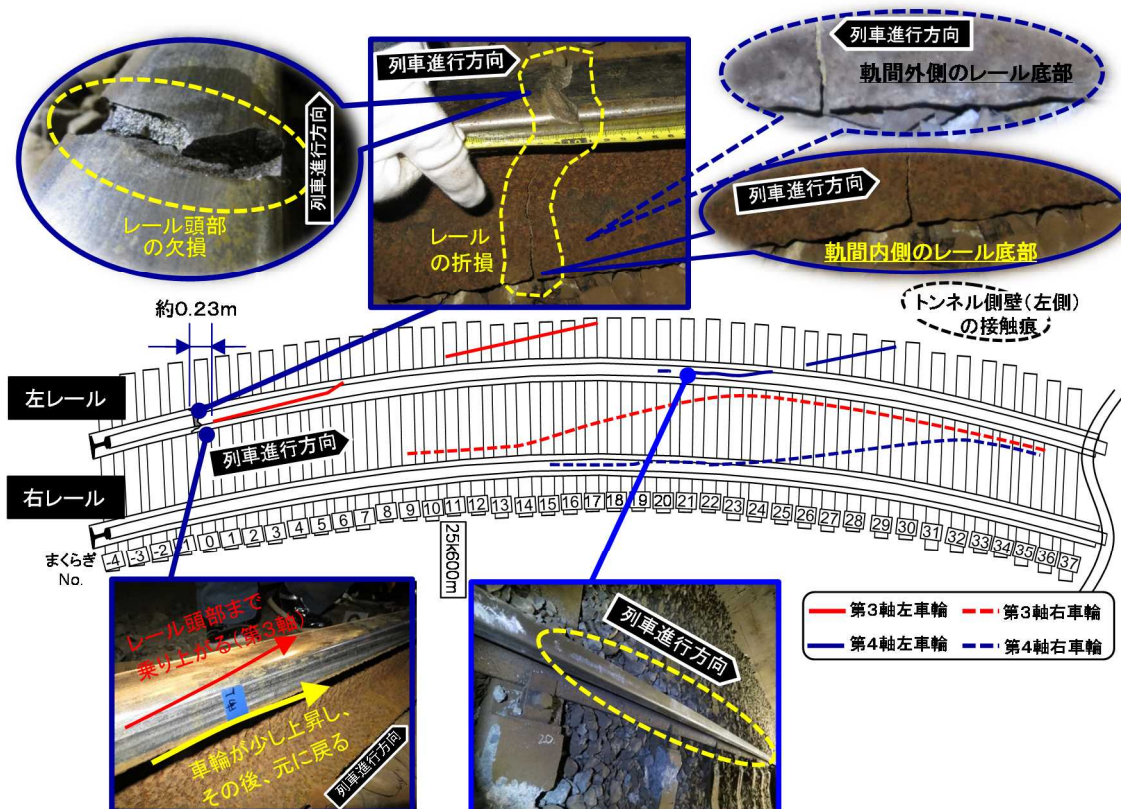 列車進行方向
レール頭部
の欠損
列車進行方向
レール
の折損
列車進行方向
軌間外側のレール底部
列車進行方向
軌間内側のレール底部
約0.23m
トンネル側壁(左側)
の接触痕
左レール
列車進行方向
右レール
まくらぎ
No.
-4 -3 -2 -1 0 1 2 3 4 5 6 7 8 9 10 11 12 13 14 15 16 17 18 19 20 21 22 23 24 25 26 27 28 29 30 31 32 33 34 35 36 37
25k600m
レール頭部まで
乗り上がる(第3軸)
車輪が少し上昇し、
その後、元に戻る
列車進行方向
列車進行方向
20
第3軸左車輪 第3軸右車輪
第4軸左車輪 第4軸右車輪